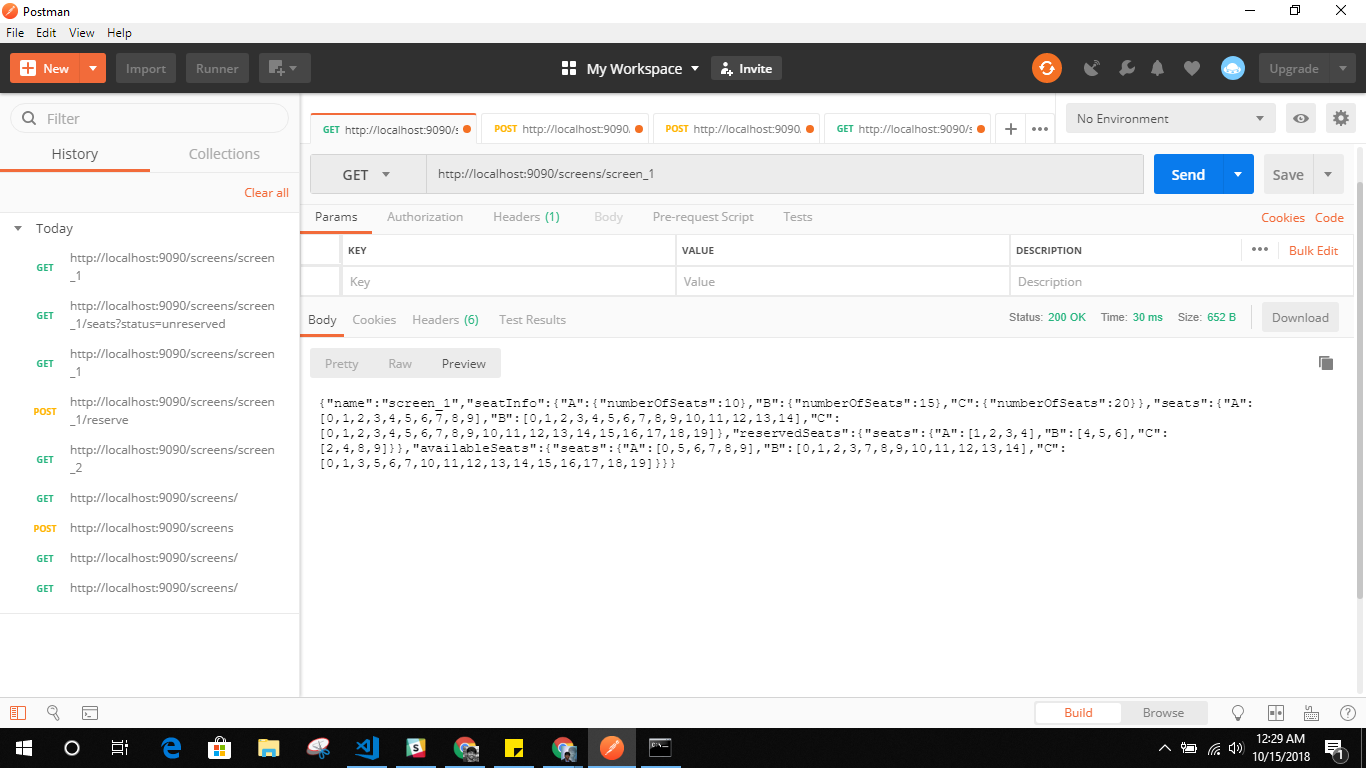 Postman
File Edit View Help
New Import Runner My Workspace Invite Upgrade
Filter
History Collections
Clear all
Today
GET http://localhost:9090/screens/screen
_1
GET http://localhost:9090/screens/screen
_1/seats?status=unreserved
GET http://localhost:9090/screens/screen
_1
POST http://localhost:9090/screens/screen
_1/reserve
GET http://localhost:9090/screens/screen
_2
GET http://localhost:9090/screens/
POST http://localhost:9090/screens
GET http://localhost:9090/screens/
GET http://localhost:9090/screens/
GET http://localhost:9090/s POST http://localhost:9090/ POST http://localhost:9090/ GET http://localhost:9090/s No Environment
GET http://localhost:9090/screens/screen_1 Send Save
Params Authorization Headers (1) Body Pre-request Script Tests Cookies Code
KEY VALUE DESCRIPTION Bulk Edit
Key Value Description
Body Cookies Headers (6) Test Results Status: 200 OK Time: 30 ms Size: 652 B Download
Pretty Raw Preview
{"name":"screen_1","seatInfo":{"A":{"numberOfSeats":10},"B":{"numberOfSeats":15},"C":{"numberOfSeats":20}},"seats":{"A":
[0,1,2,3,4,5,6,7,8,9],"B":[0,1,2,3,4,5,6,7,8,9,10,11,12,13,14],"C":
[0,1,2,3,4,5,6,7,8,9,10,11,12,13,14,15,16,17,18,19]},"reservedSeats":{"seats":{"A":[1,2,3,4],"B":[4,5,6],"C":
[2,4,8,9]}},"availableSeats":{"seats":{"A":[0,5,6,7,8,9],"B":[0,1,2,3,7,8,9,10,11,12,13,14],"C":
[0,1,3,5,6,7,10,11,12,13,14,15,16,17,18,19]}}}
Build Browse
12:29 AM
10/15/2018
1